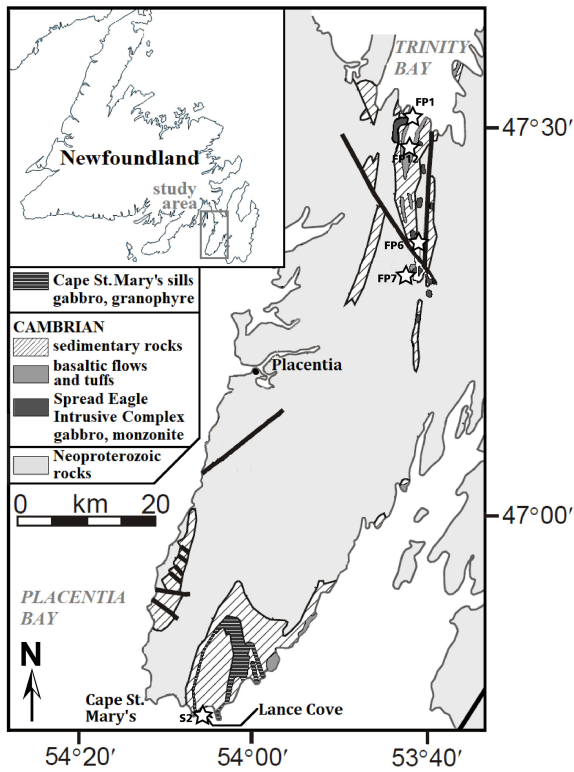 TRINITY
BAY
FP1
47°30′
Newfoundland
FP12
study
area
FP6
FP7
Cape St.Mary's sills
gabbro, granophyre
CAMBRIAN
sedimentary rocks
basaltic flows
and tuffs
Spread Eagle
Intrusive Complex
gabbro, monzonite
Neoproterozoic
rocks
Placentia
0 km 20
47°00′
PLACENTIA
BAY
N
Cape St.
Mary's
S2
Lance Cove
54°20′ 54°00′ 53°40′